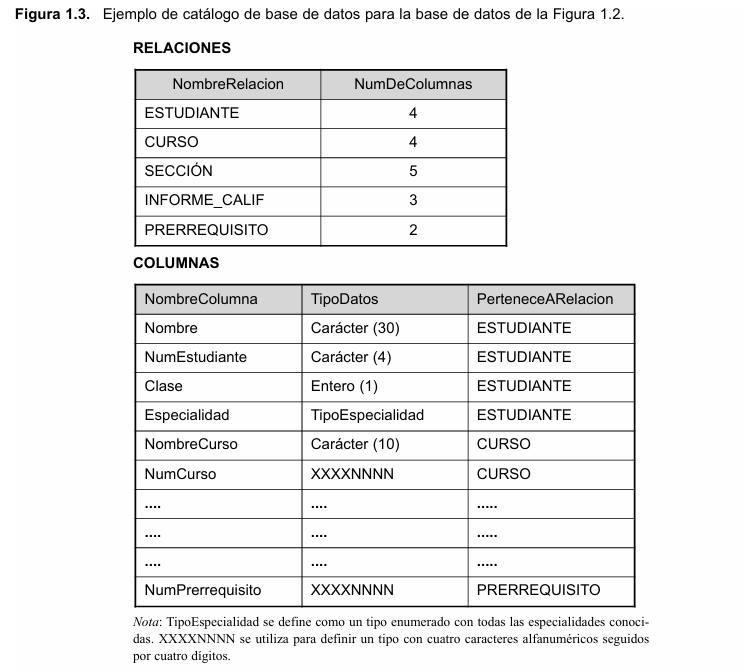 Figura 1.3. Ejemplo de catálogo de base de datos para la base de datos de la Figura 1.2.
RELACIONES
NombreRelacion NumDeColumnas
ESTUDIANTE 4
CURSO 4
SECCIÓN 5
INFORME_CALIF 3
PRERREQUISITO 2
COLUMNAS
NombreColumna TipoDatos PerteneceARelacion
Nombre Carácter (30) ESTUDIANTE
NumEstudiante Carácter (4) ESTUDIANTE
Clase Entero (1) ESTUDIANTE
Especialidad TipoEspecialidad ESTUDIANTE
NombreCurso Carácter (10) CURSO
NumCurso XXXXNNNN CURSO
.... .... .....
.... .... .....
.... .... .....
NumPrerrequisito XXXXNNNN PRERREQUISITO
Nota: TipoEspecialidad se define como un tipo enumerado con todas las especialidades conoci-
das. XXXXNNNN se utiliza para definir un tipo con cuatro caracteres alfanuméricos seguidos
por cuatro dígitos.